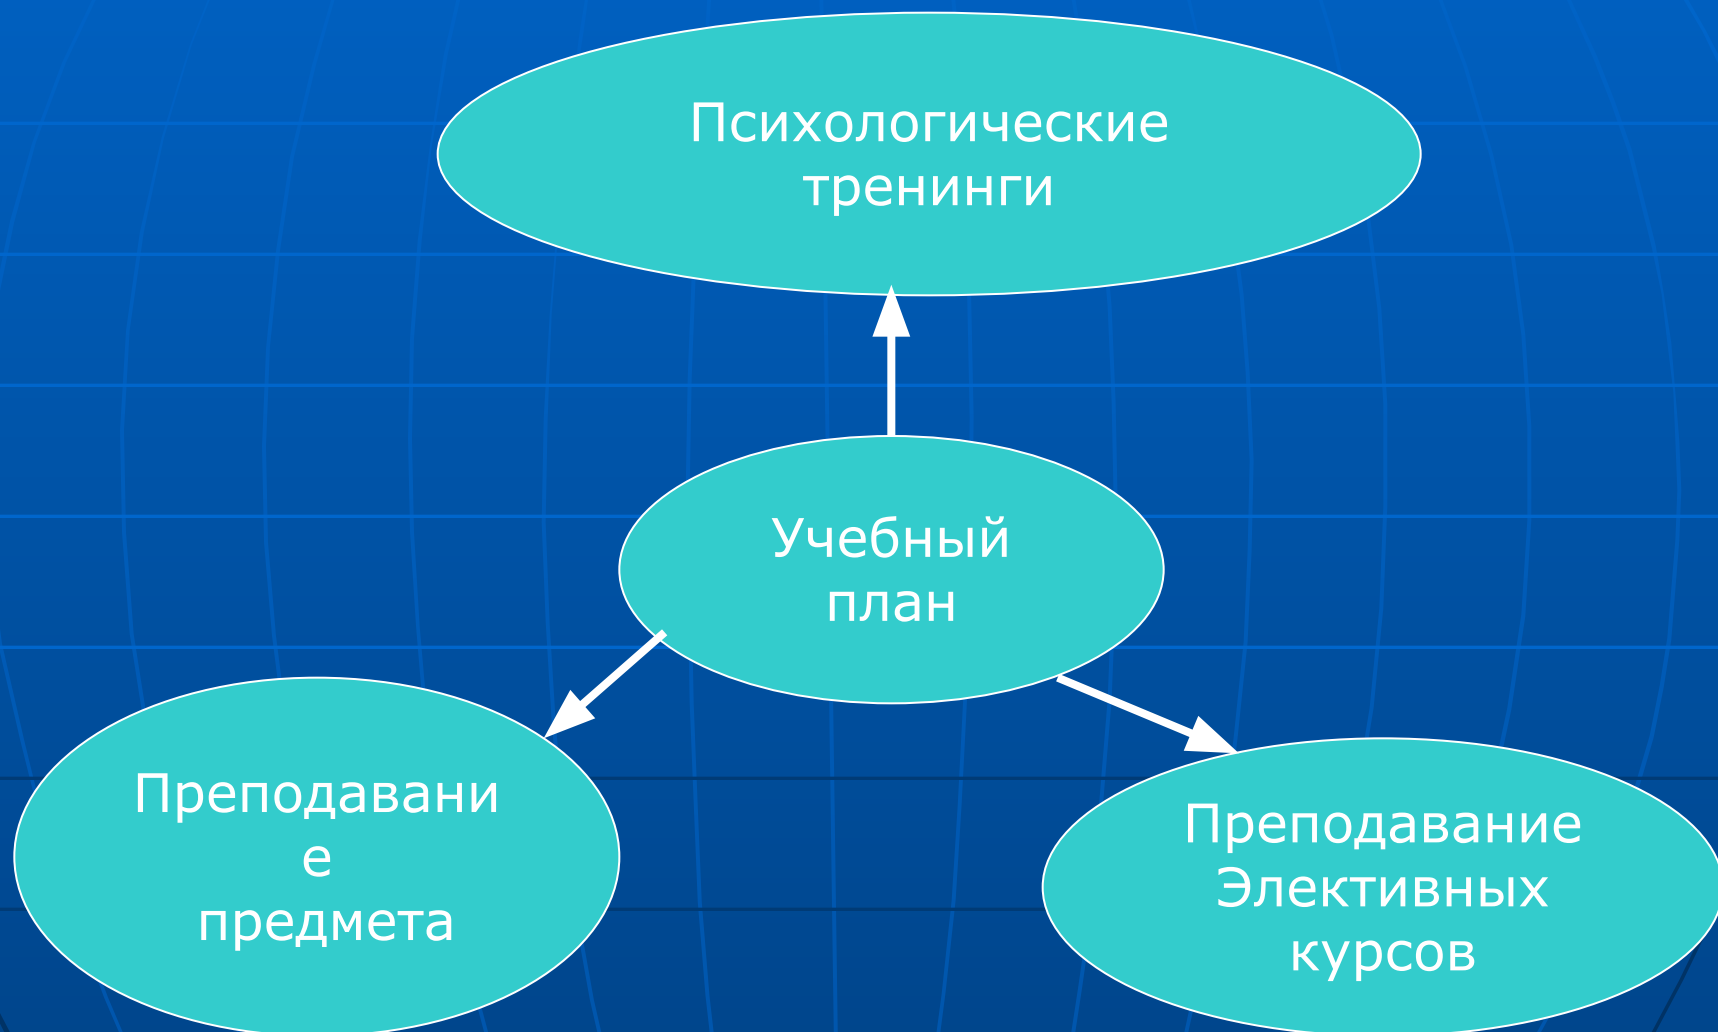 Психологические
тренинги
Учебный
план
Преподавани
е
предмета
Преподавание
Элективных
курсов